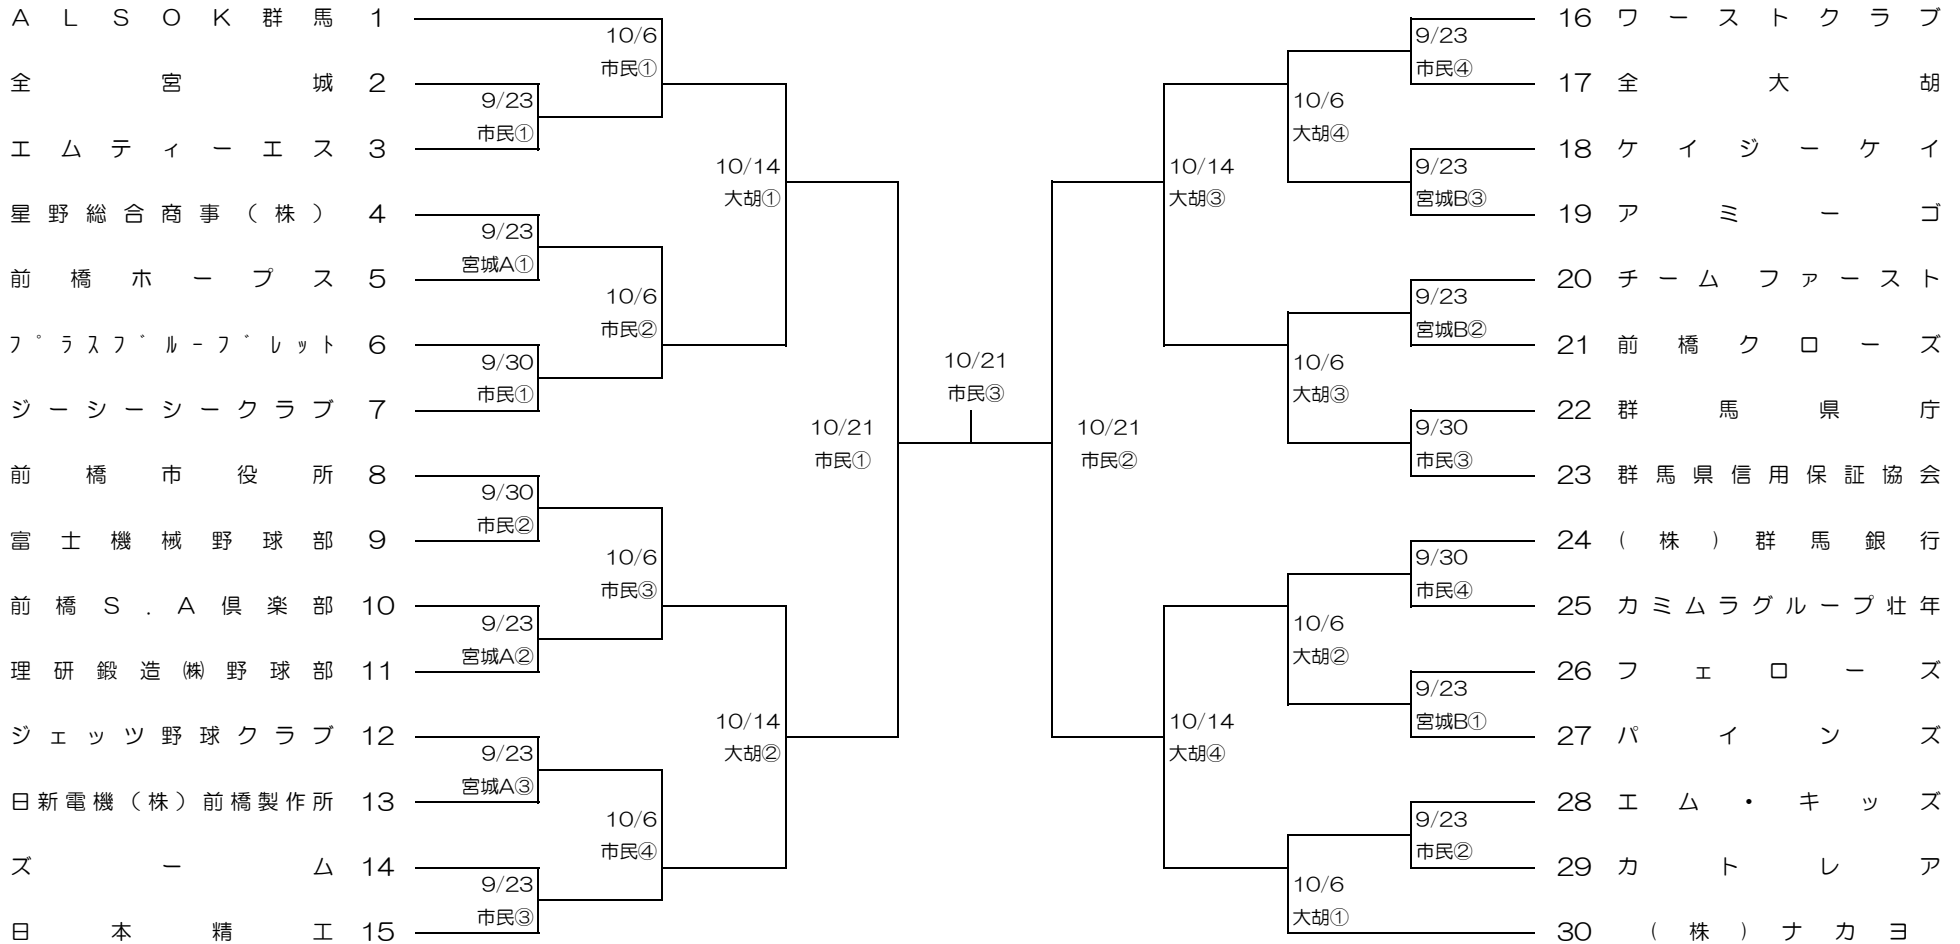 ALSOK群馬 1
10/6
市民①
全宮城 2
9/23
市民①
エムティーエス 3
10/14
大胡①
星野総合商事(株) 4
9/23
宮城A①
前橋ホープス 5
10/6
市民②
プラスブルーブレット 6
9/30
市民①
ジーシーシークラブ 7
10/21
市民①
前橋市役所 8
9/30
市民②
富士機械野球部 9
10/6
市民③
前橋S.A倶楽部 10
9/23
宮城A②
理研鍛造㈱野球部 11
10/14
大胡②
ジェッツ野球クラブ 12
9/23
宮城A③
日新電機(株)前橋製作所 13
10/6
市民④
ズーム 14
9/23
市民③
日本精工 15
10/21
市民③
16 ワーストクラブ
9/23
市民④
17 全大胡
10/6
大胡④
18 ケイジーケイ
10/14
大胡③
9/23
宮城B③
19 アミーゴ
20 チームファースト
9/23
宮城B②
21 前橋クローズ
10/6
大胡③
22 群馬県庁
10/21
市民②
9/30
市民③
23 群馬県信用保証協会
24 (株)群馬銀行
9/30
市民④
25 カミムラグループ壮年
10/6
大胡②
26 フェローズ
9/23
宮城B①
10/14
大胡④
27 パインズ
28 エム・キッズ
9/23
市民②
29 カトレア
10/6
大胡①
30 (株)ナカヨ